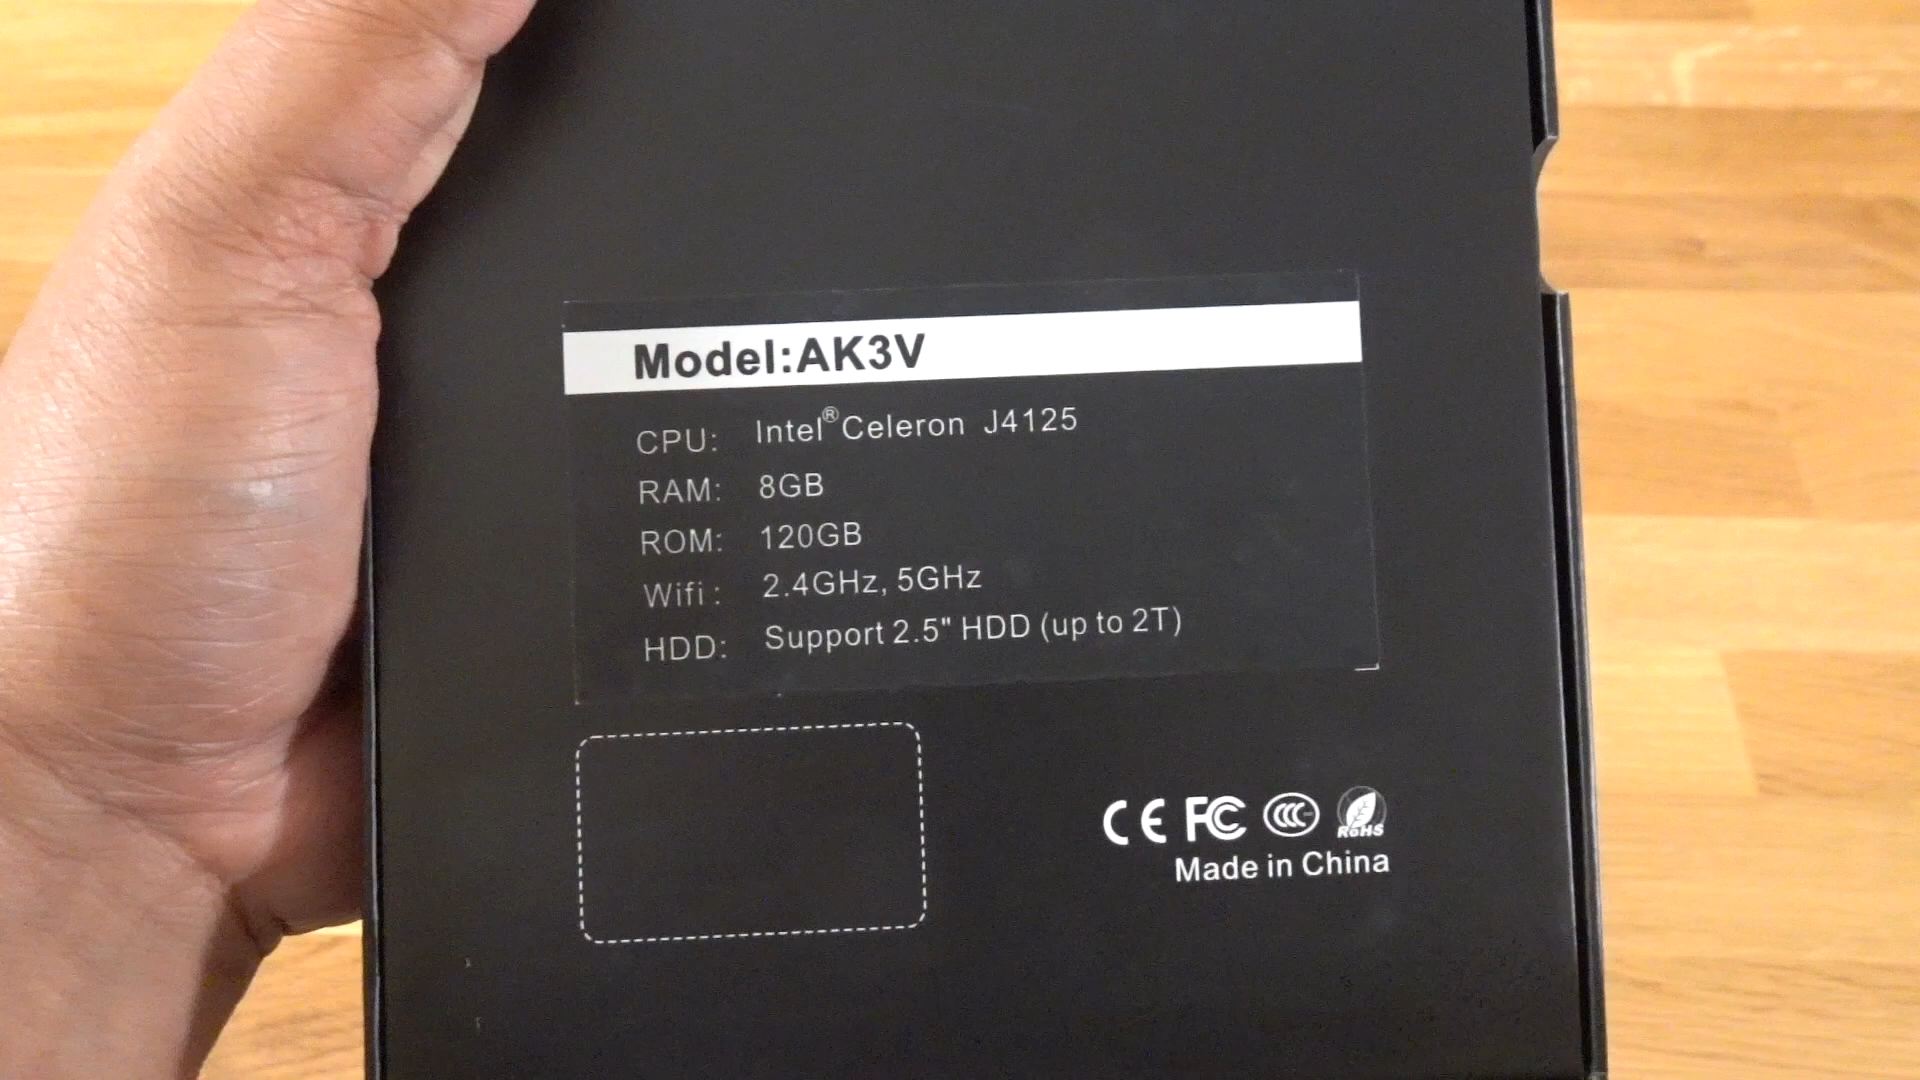 Model:AK3V
CPU: Intel®Celeron J4125
RAM: 8GB
ROM: 120GB
Wifi: 2.4GHz, 5GHz
HDD: Support 2.5" HDD (up to 2T)
CE FC CCC RoHS
Made in China